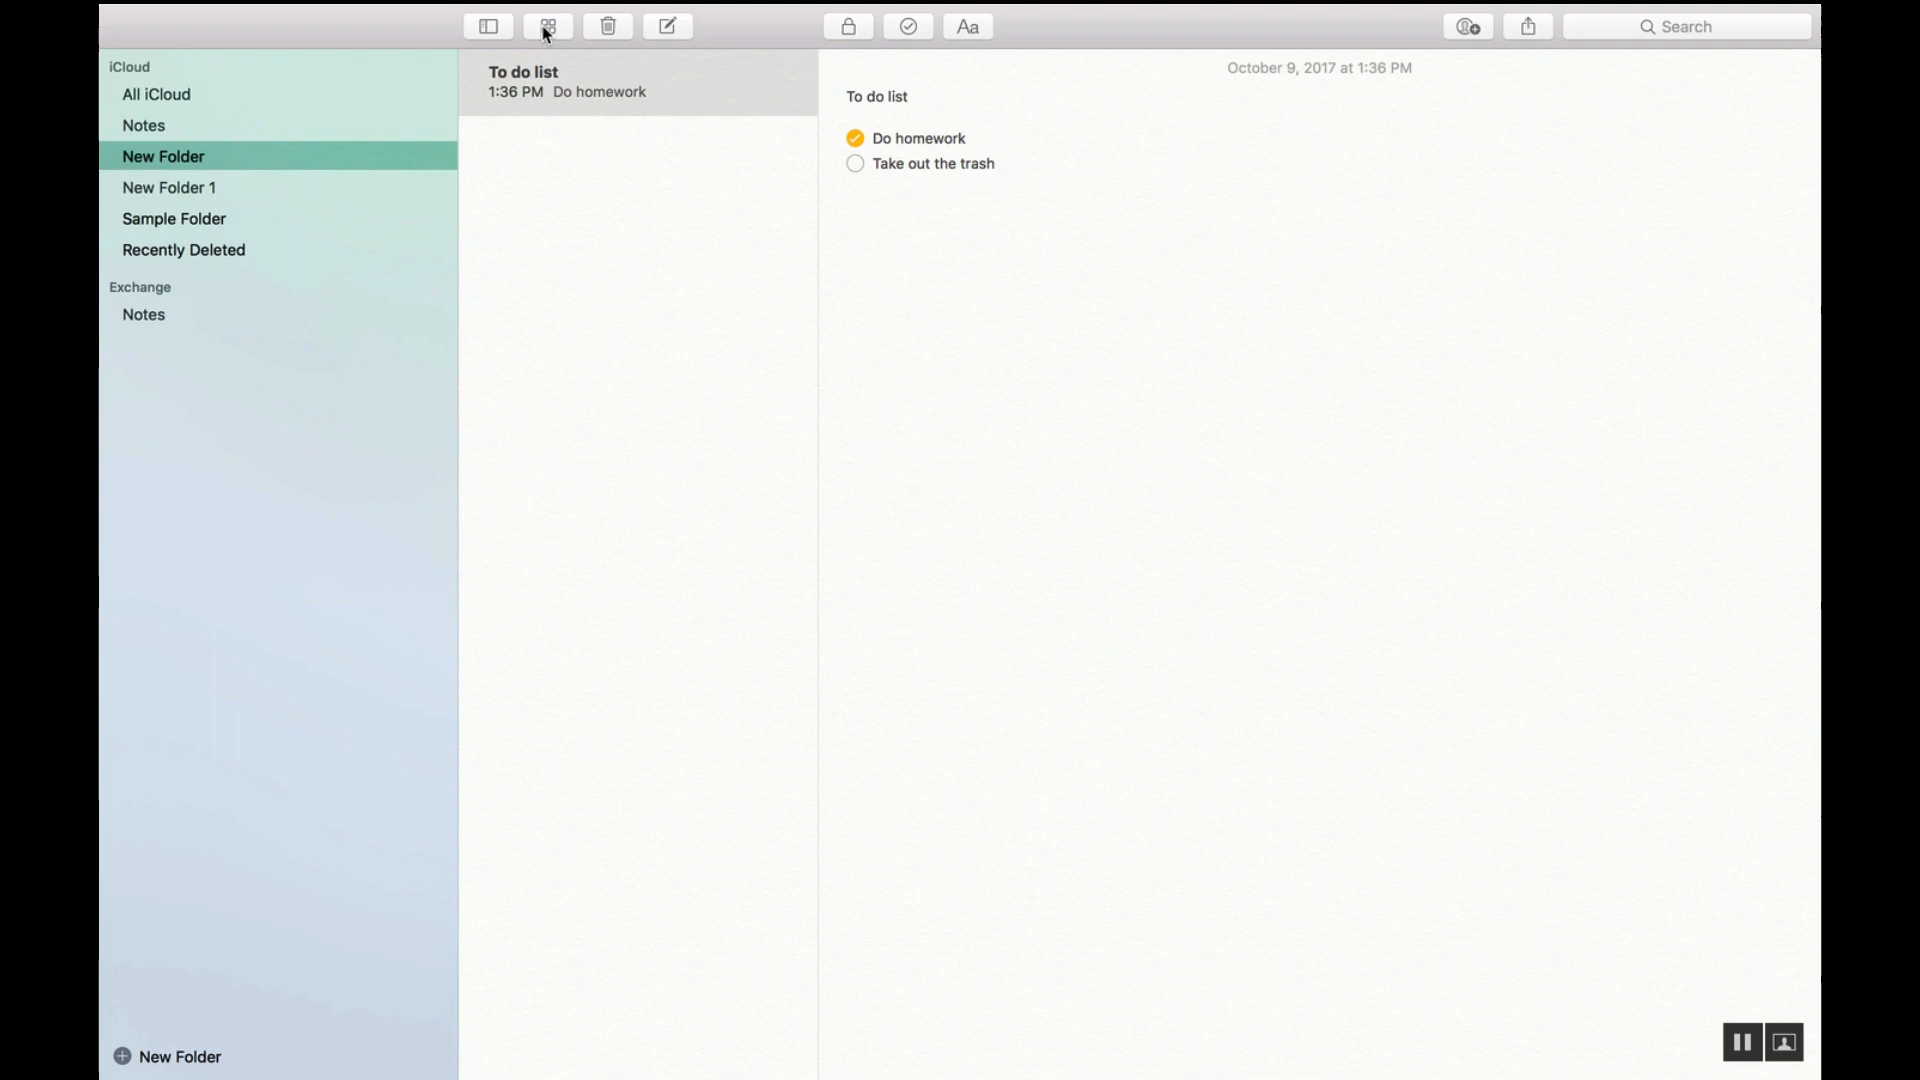 Aa
Search
iCloud
All iCloud
Notes
New Folder
New Folder 1
Sample Folder
Recently Deleted
Exchange
Notes
New Folder
To do list
1:36 PM Do homework
October 9, 2017 at 1:36 PM
To do list
Do homework
Take out the trash